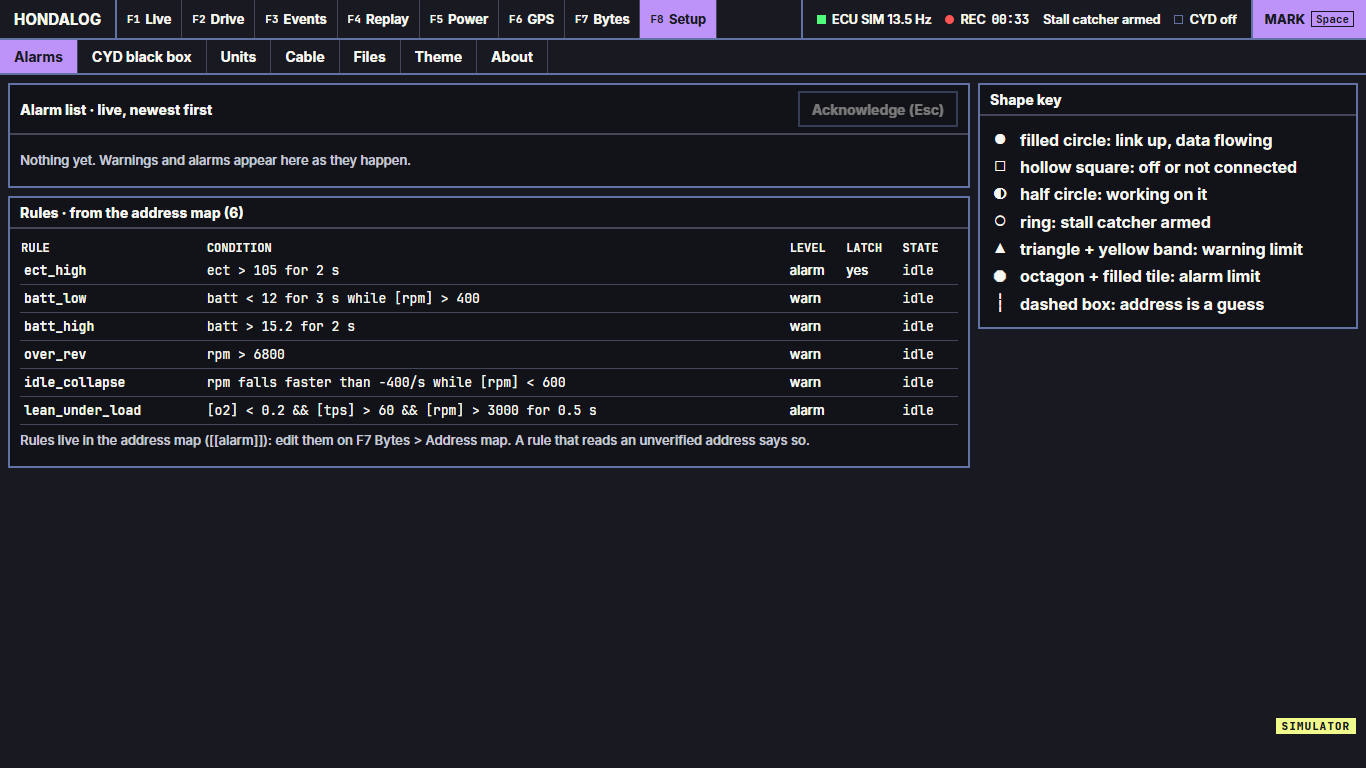 HONDALOG F1 Live F2 Drive F3 Events F4 Replay F5 Power F6 GPS F7 Bytes F8 Setup ECU SIM 13.5 Hz REC 00:33 Stall catcher armed CYD off MARK Space
Alarms CYD black box Units Cable Files Theme About
Alarm list · live, newest first Acknowledge (Esc)
Nothing yet. Warnings and alarms appear here as they happen.
Rules · from the address map (6)
RULE CONDITION LEVEL LATCH STATE
ect_high ect > 105 for 2 s alarm yes idle
batt_low batt < 12 for 3 s while [rpm] > 400 warn idle
batt_high batt > 15.2 for 2 s warn idle
over_rev rpm > 6800 warn idle
idle_collapse rpm falls faster than -400/s while [rpm] < 600 warn idle
lean_under_load [o2] < 0.2 && [tps] > 60 && [rpm] > 3000 for 0.5 s alarm idle
Rules live in the address map ([[alarm]]): edit them on F7 Bytes > Address map. A rule that reads an unverified address says so.
Shape key
filled circle: link up, data flowing
hollow square: off or not connected
half circle: working on it
ring: stall catcher armed
triangle + yellow band: warning limit
octagon + filled tile: alarm limit
dashed box: address is a guess
SIMULATOR